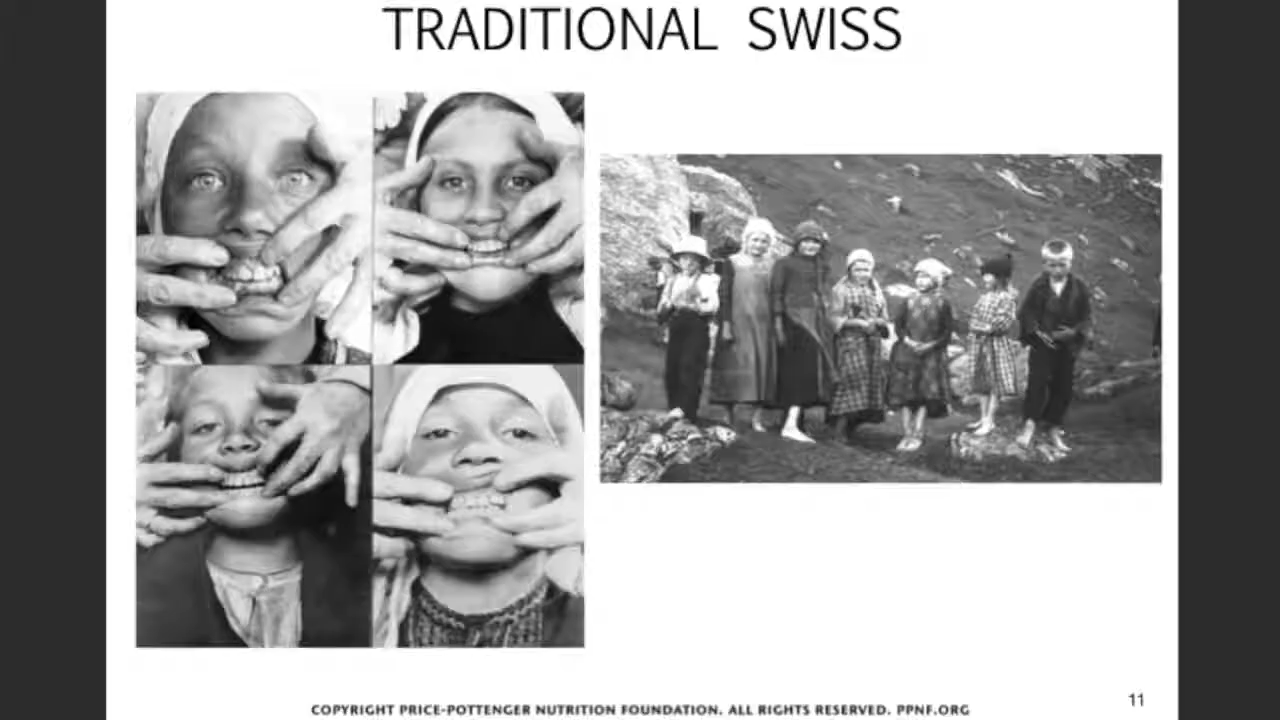 TRADITIONAL SWISS
11
COPYRIGHT PRICE-POTTENGER NUTRITION FOUNDATION. ALL RIGHTS RESERVED. PPNF.ORG